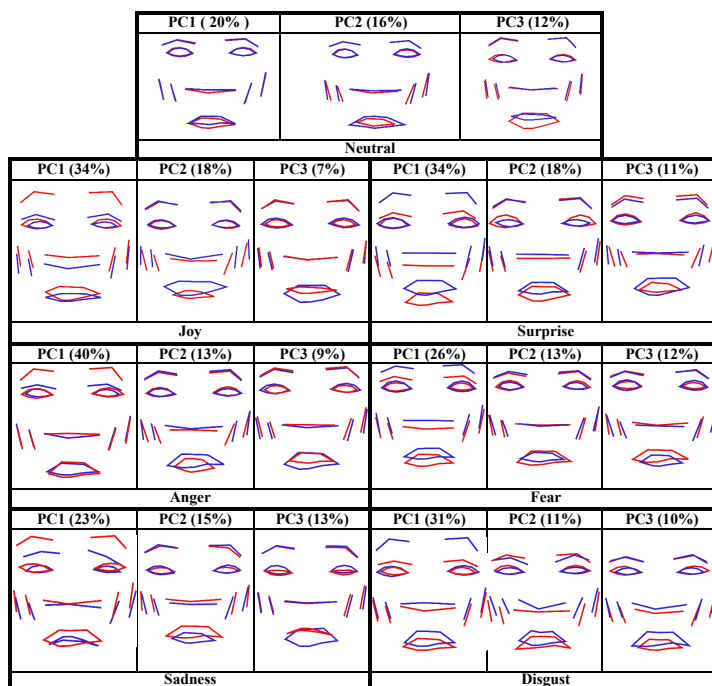 PC1 ( 20% ) PC2 (16%) PC3 (12%)
Neutral
PC1 (34%) PC2 (18%) PC3 (7%) PC1 (34%) PC2 (18%) PC3 (11%)
Joy Surprise
PC1 (40%) PC2 (13%) PC3 (9%) PC1 (26%) PC2 (13%) PC3 (12%)
Anger Fear
PC1 (23%) PC2 (15%) PC3 (13%) PC1 (31%) PC2 (11%) PC3 (10%)
Sadness Disgust